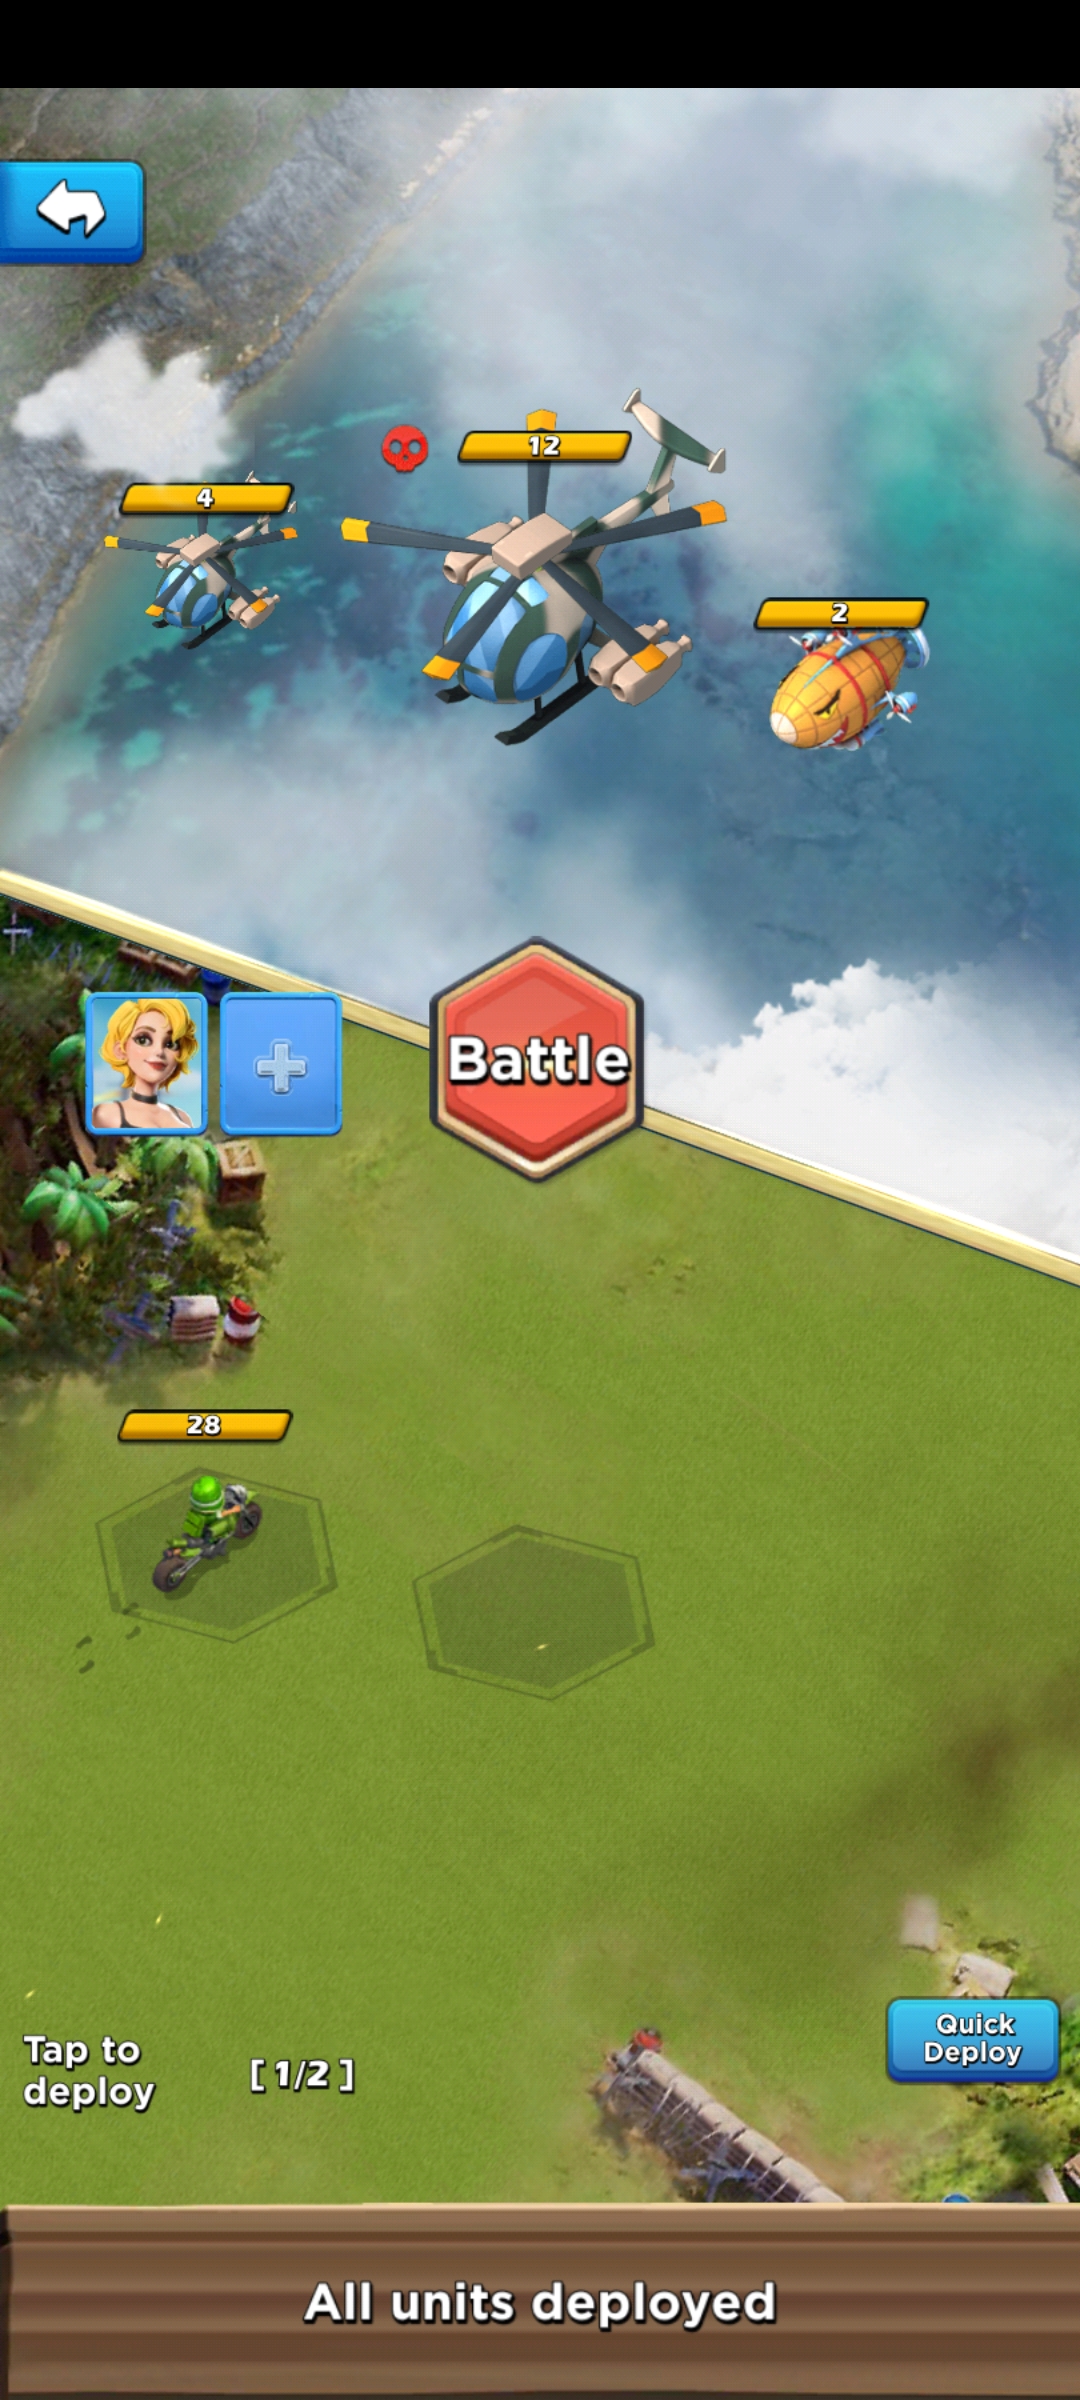 12
4
2
Battle
28
Quick
Deploy
Tap to
deploy
[ 1/2 ]
All units deployed